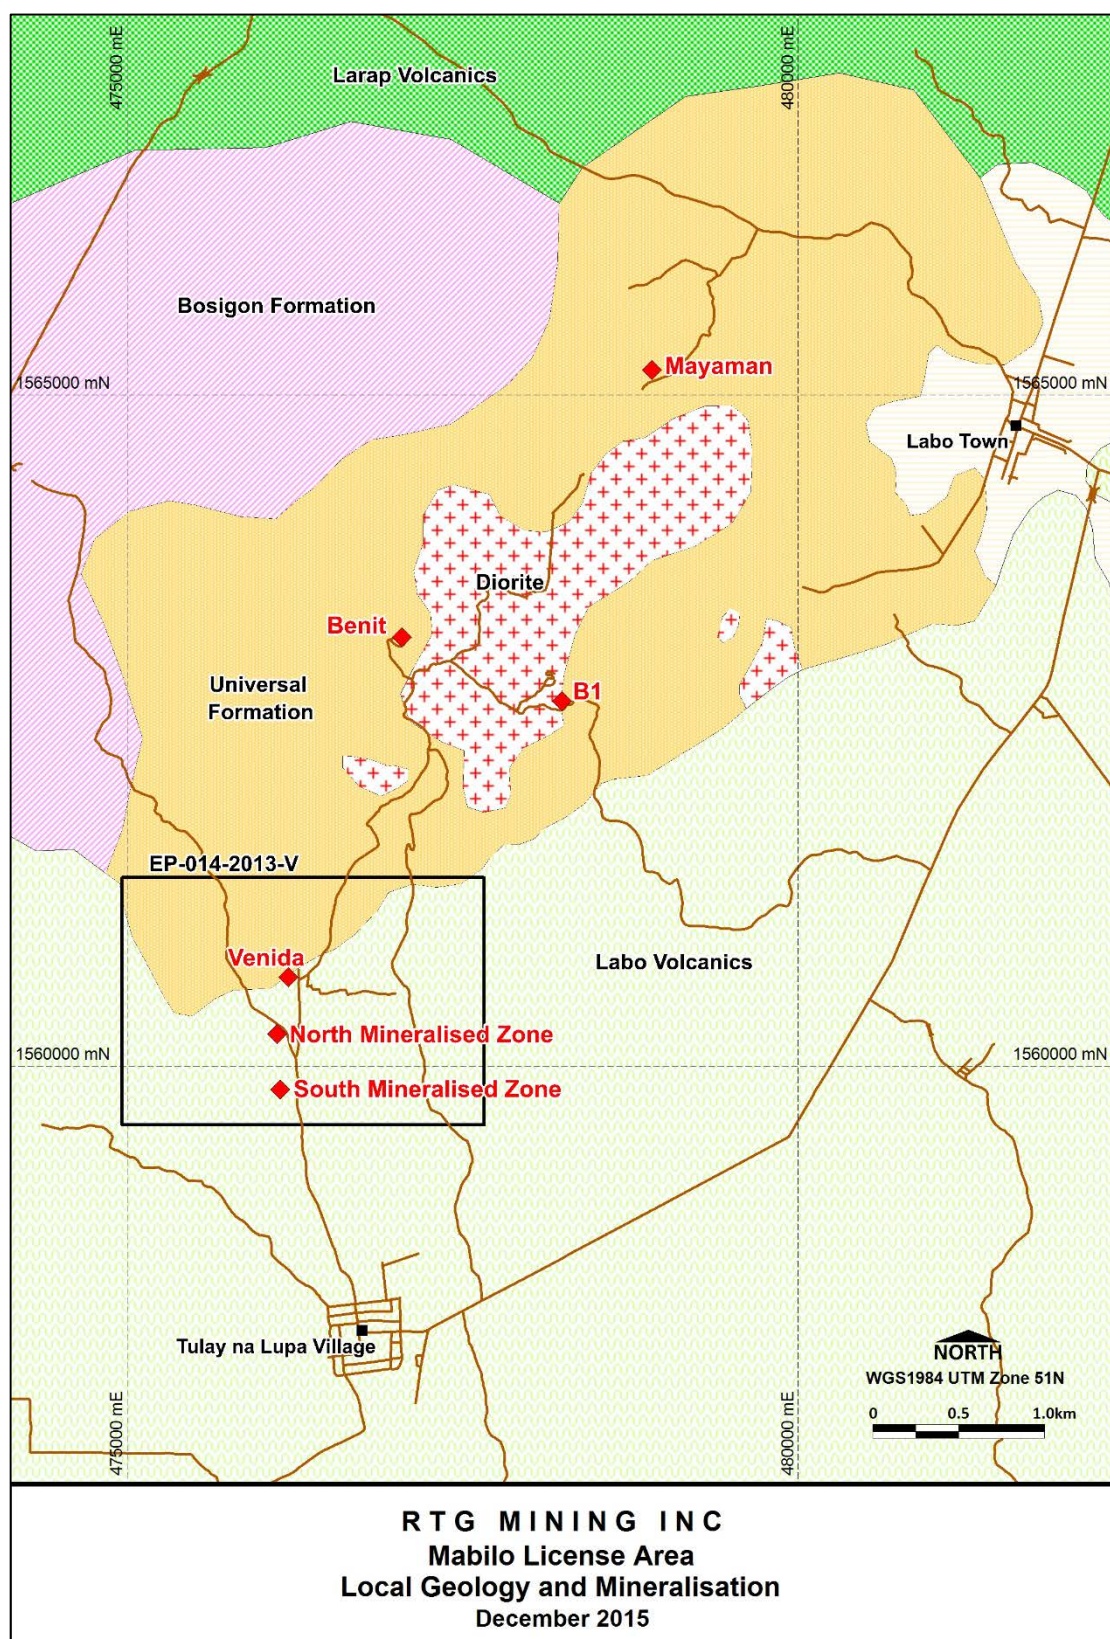 475000 mE
480000 mE
Larap Volcanics
Bosigon Formation
Mayaman
1565000 mN
1565000 mN
Labo Town
Diorite
Benit
Universal
Formation
B1
EP-014-2013-V
Venida
Labo Volcanics
North Mineralised Zone
1560000 mN
1560000 mN
South Mineralised Zone
Tulay na Lupa Village
NORTH
WGS1984 UTM Zone 51N
0 0.5 1.0km
475000 mE
480000 mE
RTG MINING INC
Mabilo License Area
Local Geology and Mineralisation
December 2015